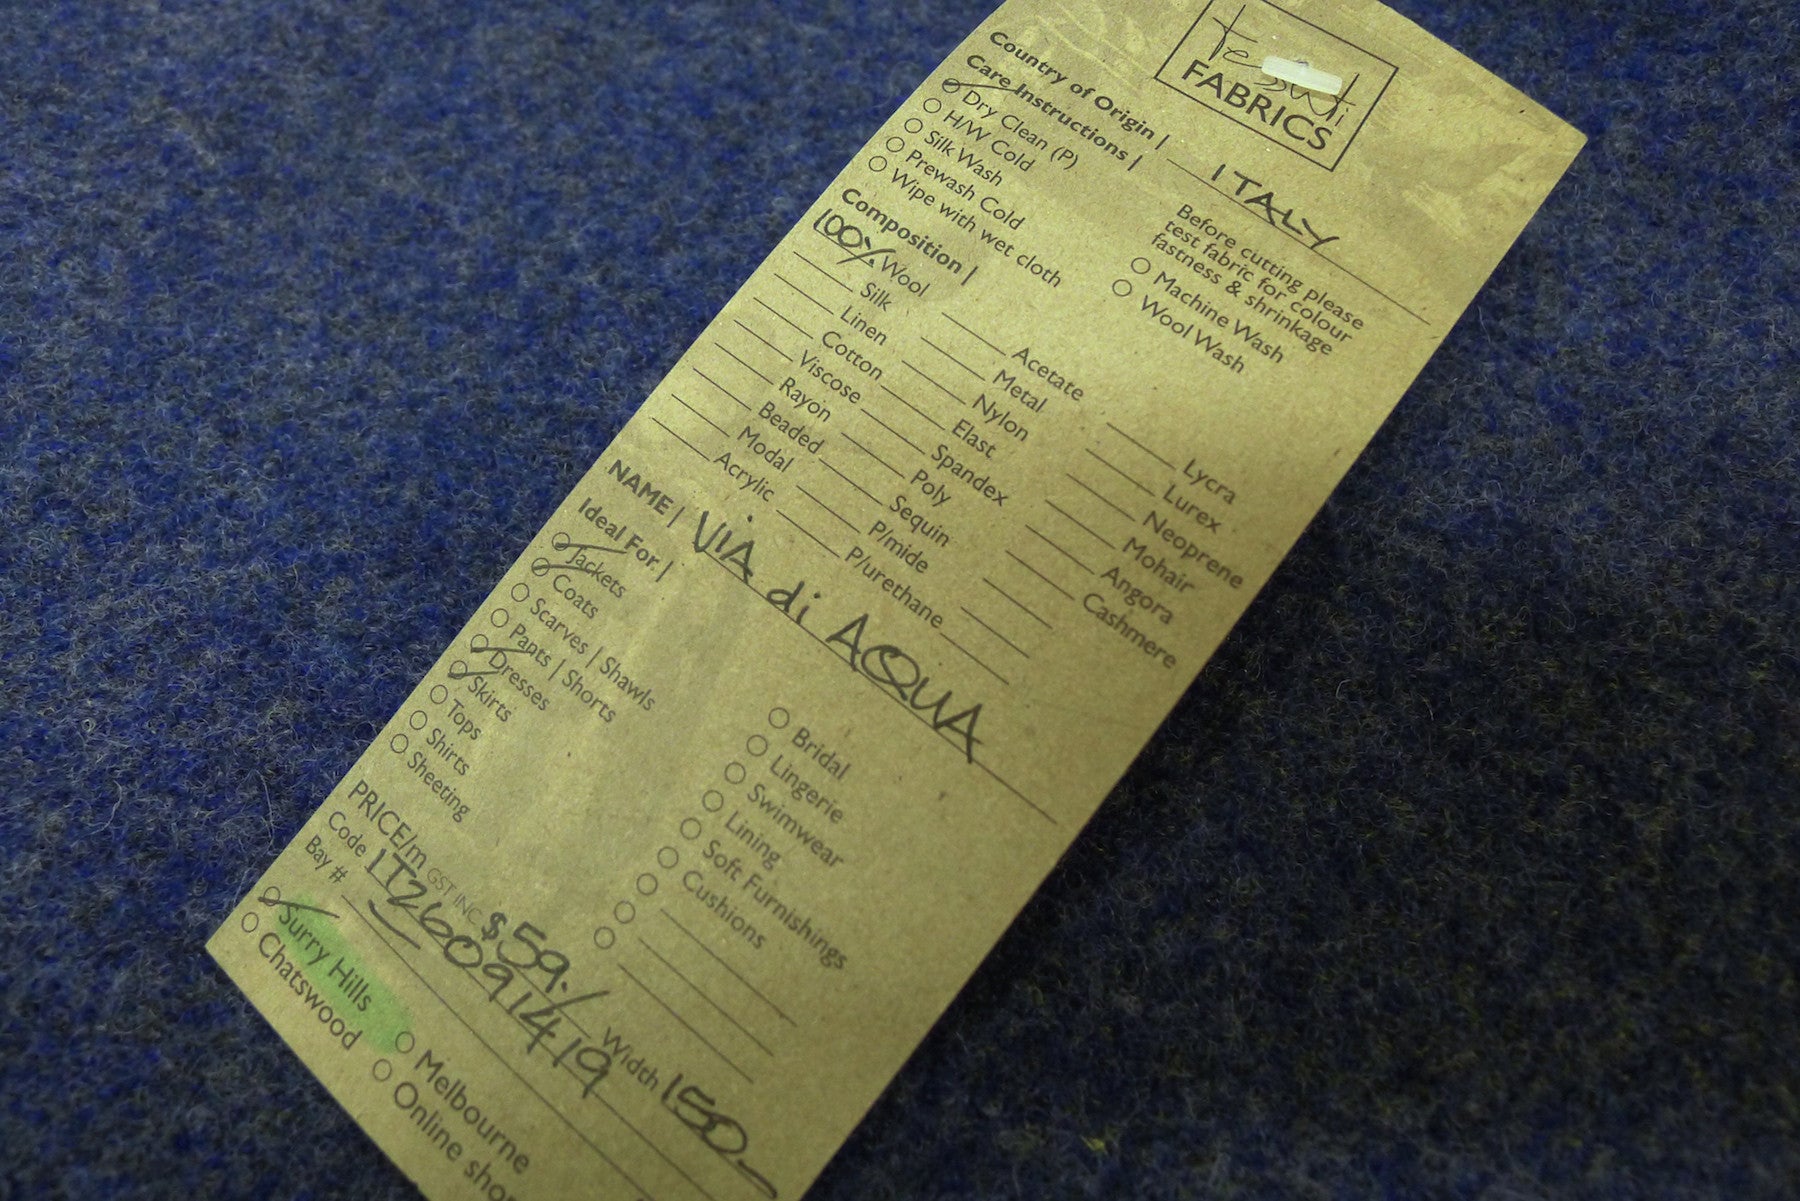 Tessuti
FABRICS
Country of Origin | ITALY
Care Instructions |
Dry Clean (P)
H/W Cold
Silk Wash
Prewash Cold
Wipe with wet cloth
Before cutting please
test fabric for colour
fastness & shrinkage
Machine Wash
Wool Wash
Composition |
100% Wool
Silk
Linen
Cotton
Viscose
Rayon
Beaded
Modal
Acrylic
Acetate
Metal
Nylon
Elast
Spandex
Poly
Sequin
P/mide
P/urethane
Lycra
Lurex
Neoprene
Mohair
Angora
Cashmere
NAME | ViA di ACQUA
Ideal For |
Jackets
Coats
Scarves | Shawls
Pants | Shorts
Dresses
Skirts
Tops
Shirts
Sheeting
Bridal
Lingerie
Swimwear
Lining
Soft Furnishings
Cushions
PRICE/m GST INC $59./ Width 150
Code IT26091419
Bay #
Surry Hills
Chatswood
Melbourne
Online shop